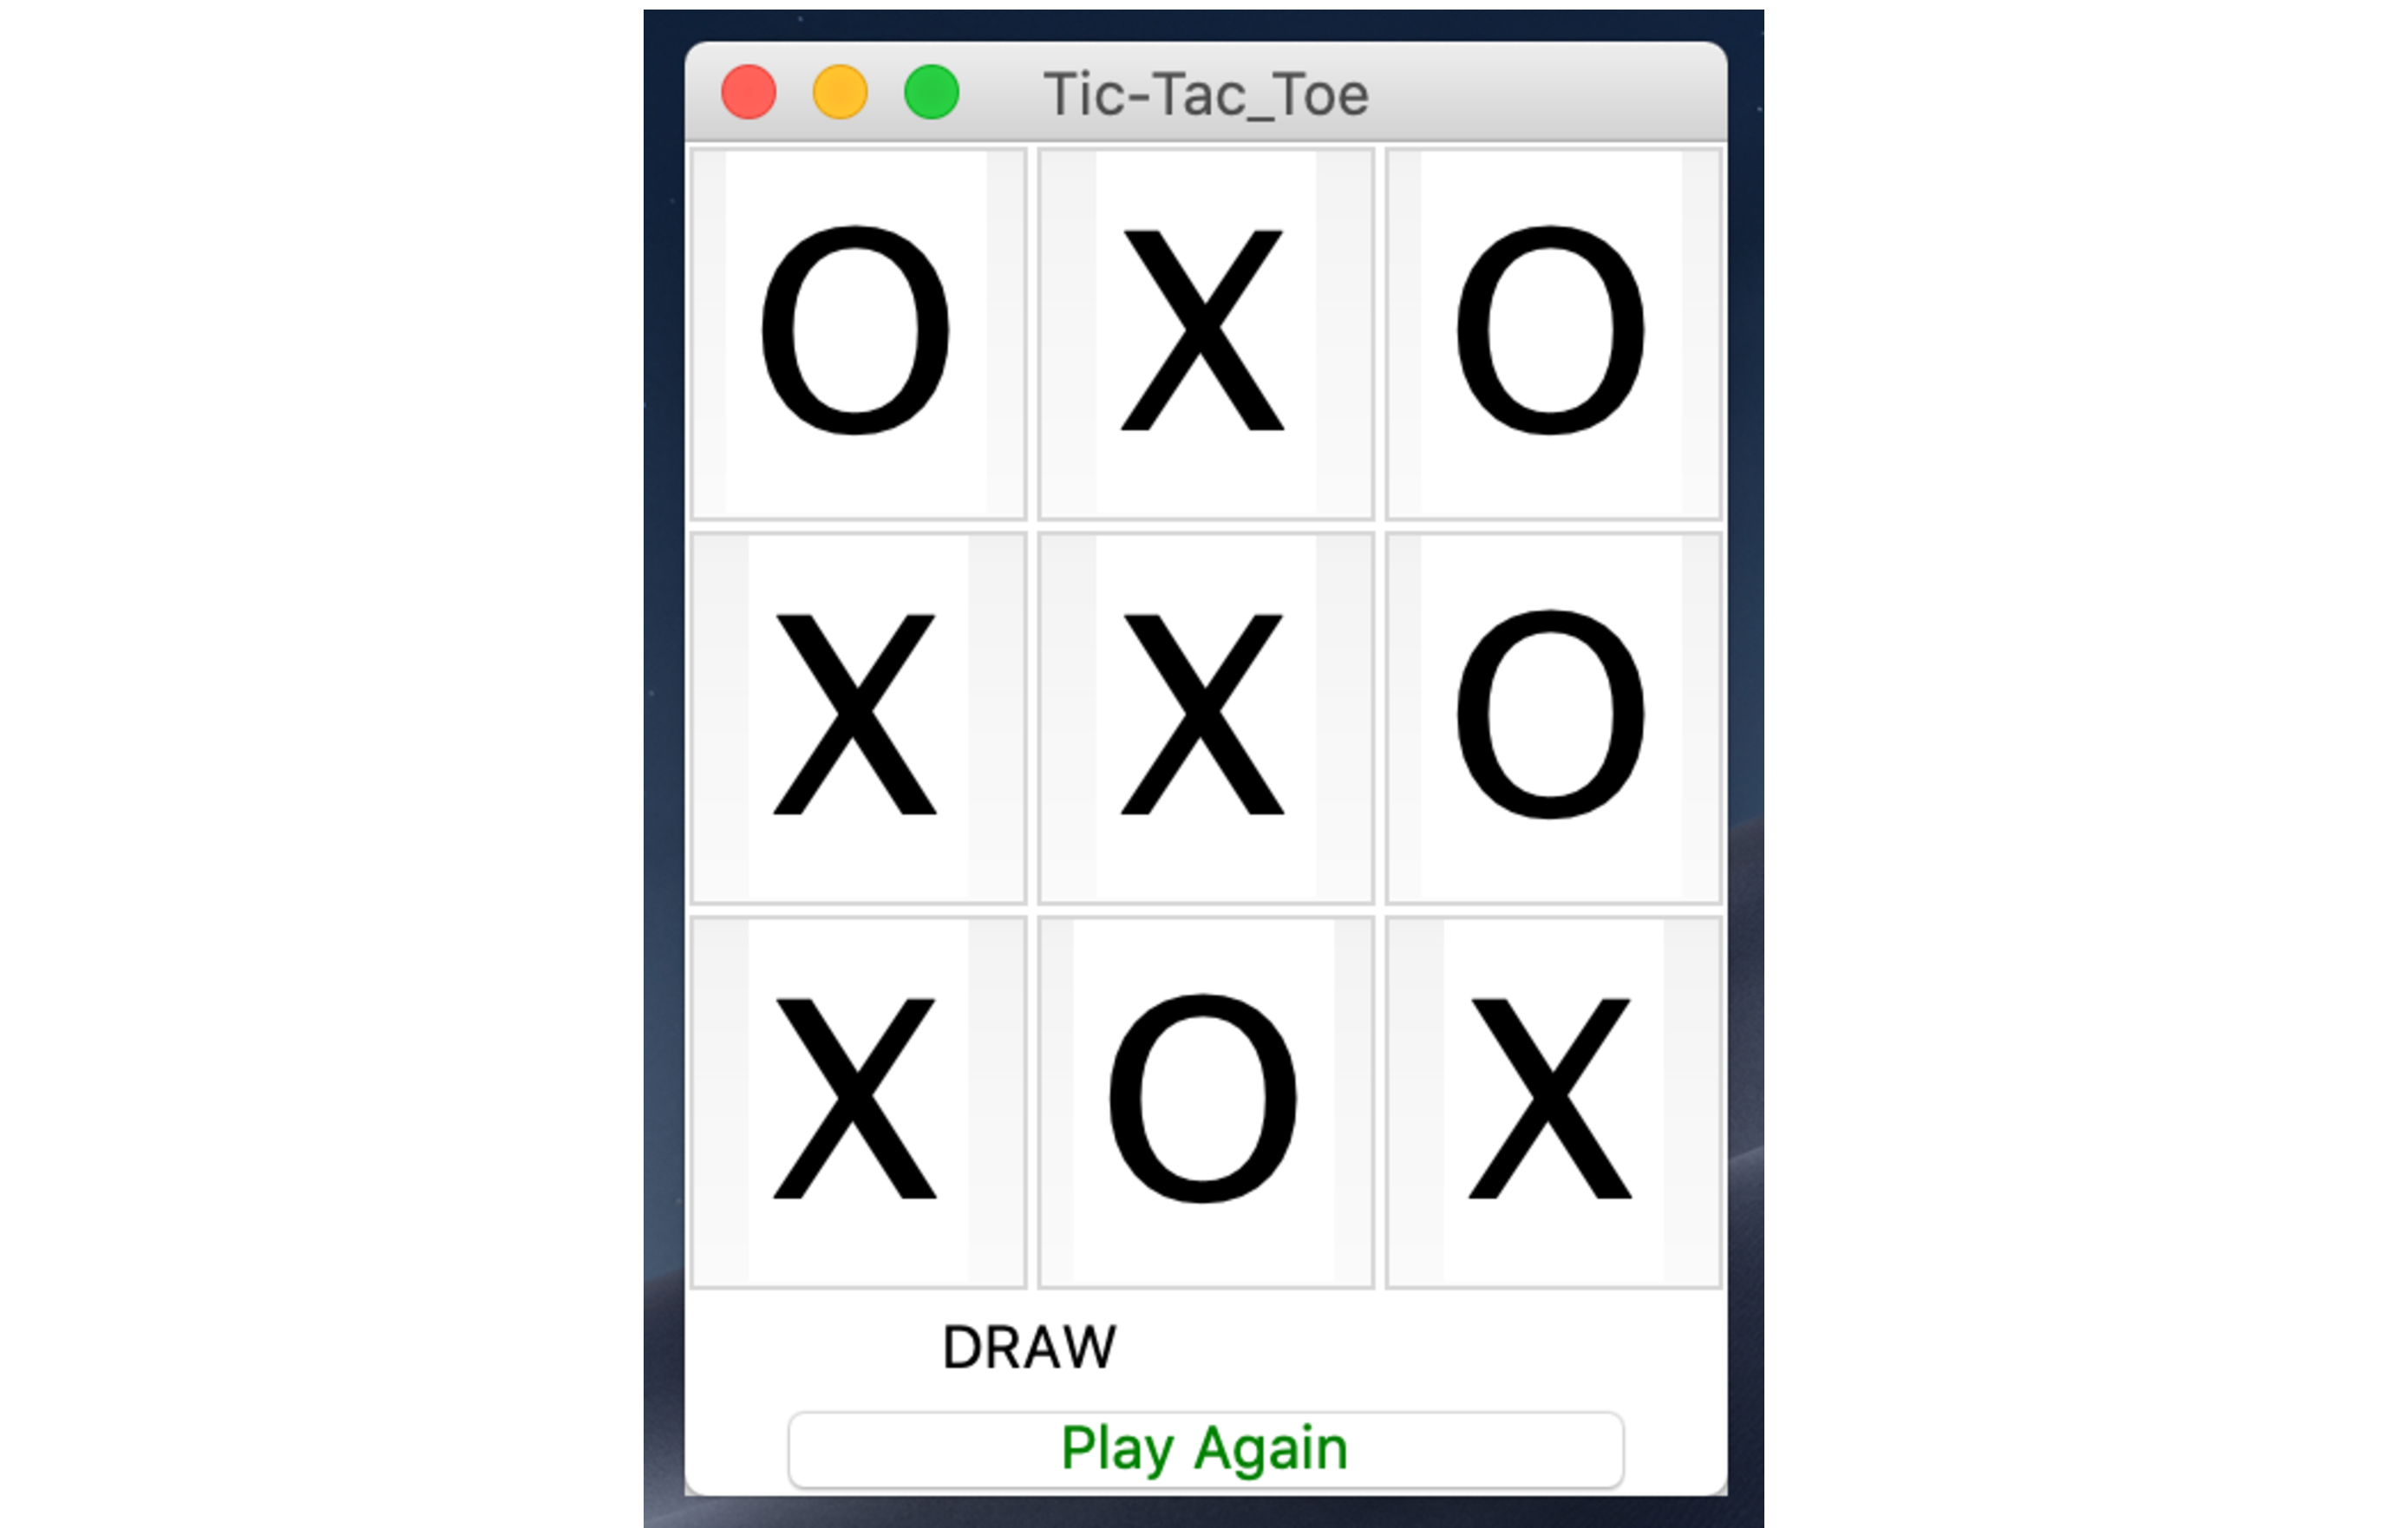 Tic-Tac_Toe
O X O
X X O
X O X
DRAW
Play Again